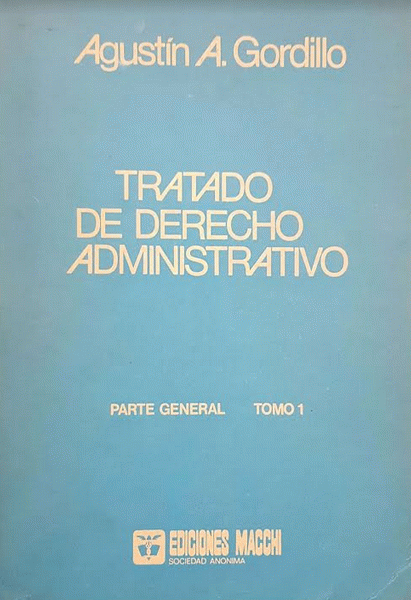 Agustín A. Gordillo
TRATADO
DE DERECHO
ADMINISTRATIVO
PARTE GENERAL TOMO 1
EDICIONES MACCHI
SOCIEDAD ANONIMA